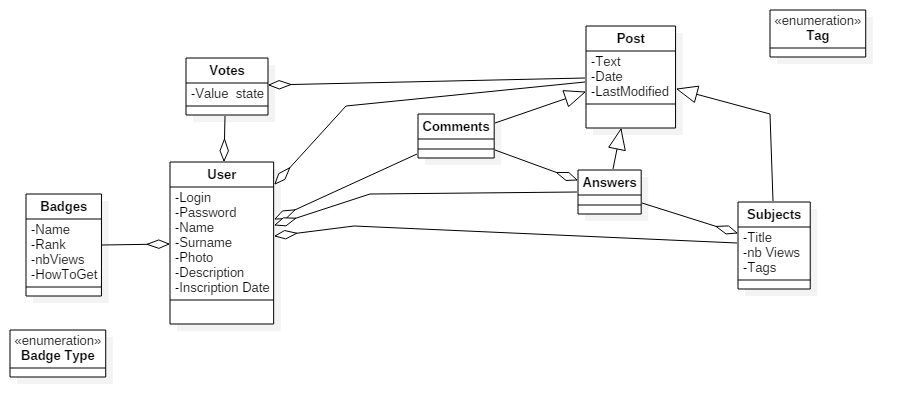 «enumeration»
Tag
Post
-Text
-Date
-LastModified
Votes
-Value state
Comments
User
-Login
-Password
-Name
-Surname
-Photo
-Description
-Inscription Date
Answers
Badges
-Name
-Rank
-nbViews
-HowToGet
Subjects
-Title
-nb Views
-Tags
«enumeration»
Badge Type